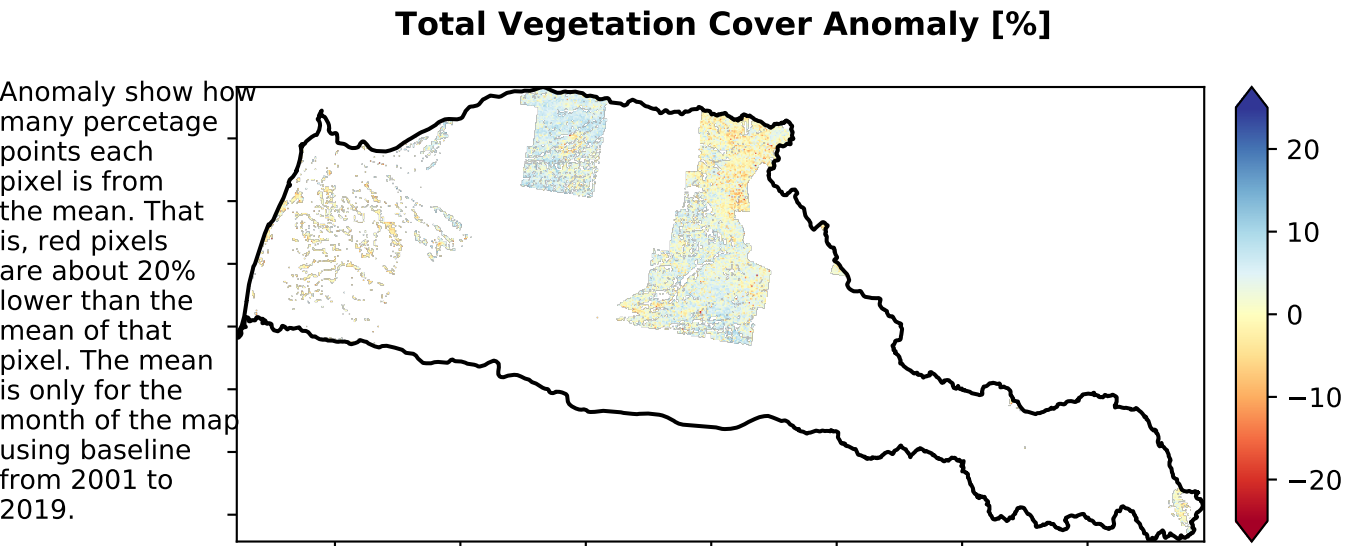 Total Vegetation Cover Anomaly [%]
Anomaly show how
many percetage
points each
pixel is from
the mean. That
is, red pixels
are about 20%
lower than the
mean of that
pixel. The mean
is only for the
month of the map
using baseline
from 2001 to
2019.
20
10
0
−10
−20